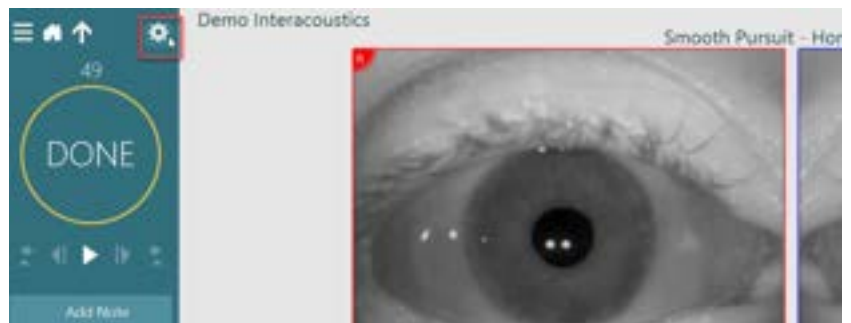 Demo Interacoustics
Smooth Pursuit - Hor
49
DONE
R
Add Note